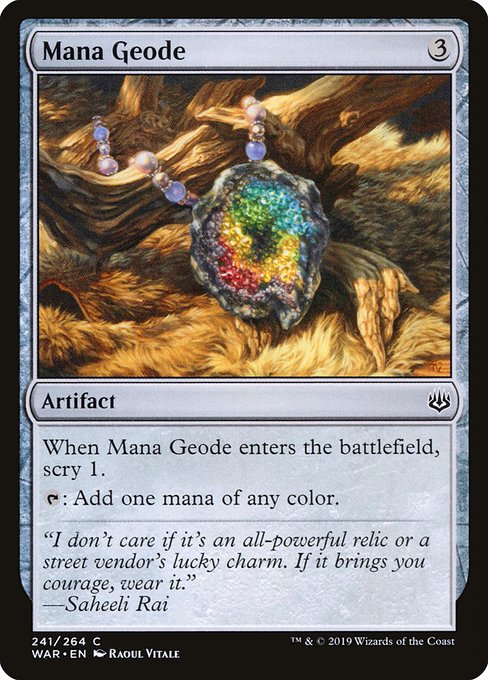 Mana Geode 3
Artifact
When Mana Geode enters the battlefield,
scry 1.
: Add one mana of any color.
“I don’t care if it’s an all-powerful relic or a
street vendor’s lucky charm. If it brings you
courage, wear it.”
—Saheeli Rai
241/264 C
WAR • EN Raoul Vitale
™ & © 2019 Wizards of the Coast